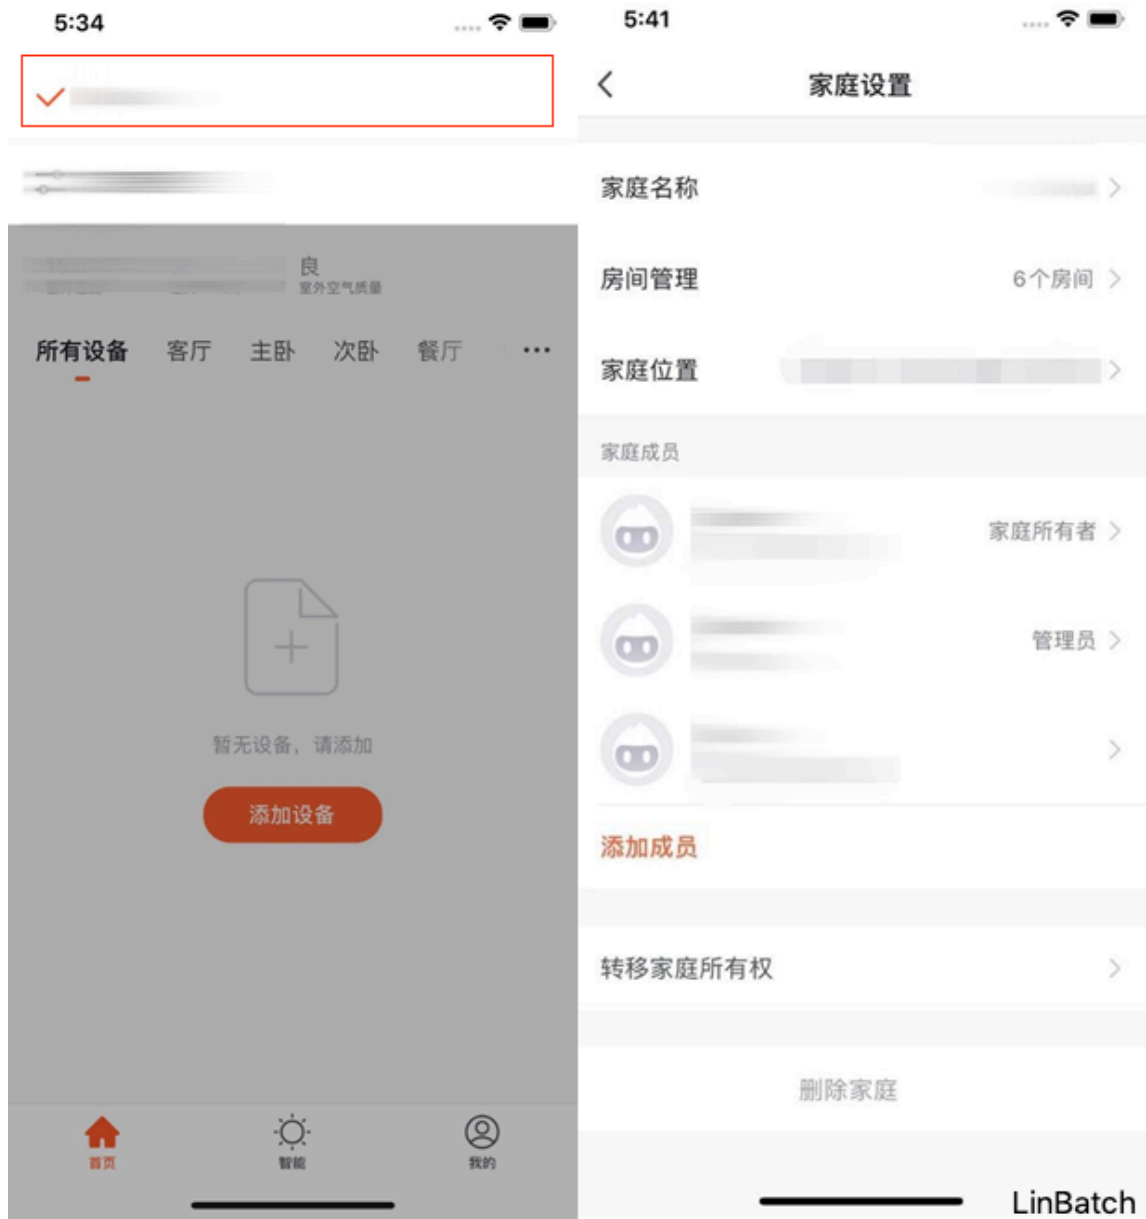 5:34
良
室外空气质量
所有设备 客厅 主卧 次卧 餐厅 ···
暂无设备，请添加
添加设备
首页 智能 我的
5:41
家庭设置
家庭名称
房间管理 6个房间
家庭位置
家庭成员
家庭所有者
管理员
添加成员
转移家庭所有权
删除家庭
LinBatch